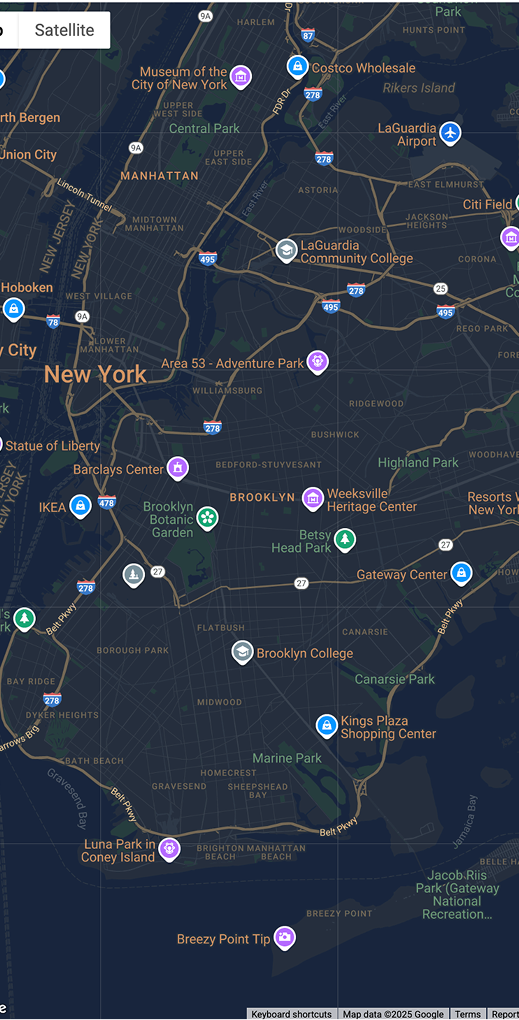 Satellite
9A
HARLEM
Park
HUNTS POINT
87
Costco Wholesale
Museum of the
City of New York
278
Rikers Island
FDR Dr
East River
UPPER
WEST SIDE
Central Park
LaGuardia
Airport
rth Bergen
9A
UPPER
EAST SIDE
278
Union City
MANHATTAN
ASTORIA
EAST ELMHURST
Lincoln Tunnel
East River
Citi Field
NEW JERSEY
NEW YORK
MIDTOWN
MANHATTAN
JACKSON
HEIGHTS
WOODSIDE
LaGuardia
Community College
495
CORONA
Hoboken
WEST VILLAGE
278
25
495
495
78
9A
REGO PARK
LOWER
MANHATTAN
y City
Area 53 - Adventure Park
FORE
New York
WILLIAMSBURG
RIDGEWOOD
rk
278
BUSHWICK
Statue of Liberty
WOODHAV
Barclays Center
BEDFORD-STUYVESANT
Highland Park
RSEY
NEW YORK
BROOKLYN
Weeksville
Heritage Center
Resorts W
New York
IKEA
478
Brooklyn
Botanic
Garden
Betsy
Head Park
27
27
Gateway Center
HOW
278
27
Belt Pkwy
's
rk
Belt Pkwy
FLATBUSH
CANARSIE
BOROUGH PARK
Brooklyn College
BAY RIDGE
Canarsie Park
278
MIDWOOD
DYKER HEIGHTS
Kings Plaza
Shopping Center
arrows Brg
BATH BEACH
Marine Park
HOMECREST
Gravesend Bay
Belt Pkwy
GRAVESEND
SHEEPSHEAD
BAY
Jamaica Bay
Belt Pkwy
Luna Park in
Coney Island
BRIGHTON
BEACH
MANHATTAN
BEACH
BELLE HA
Jacob Riis
Park (Gateway
National
Recreation...
BREEZY POINT
Breezy Point Tip
e
Keyboard shortcuts
Map data ©2025 Google
Terms
Report